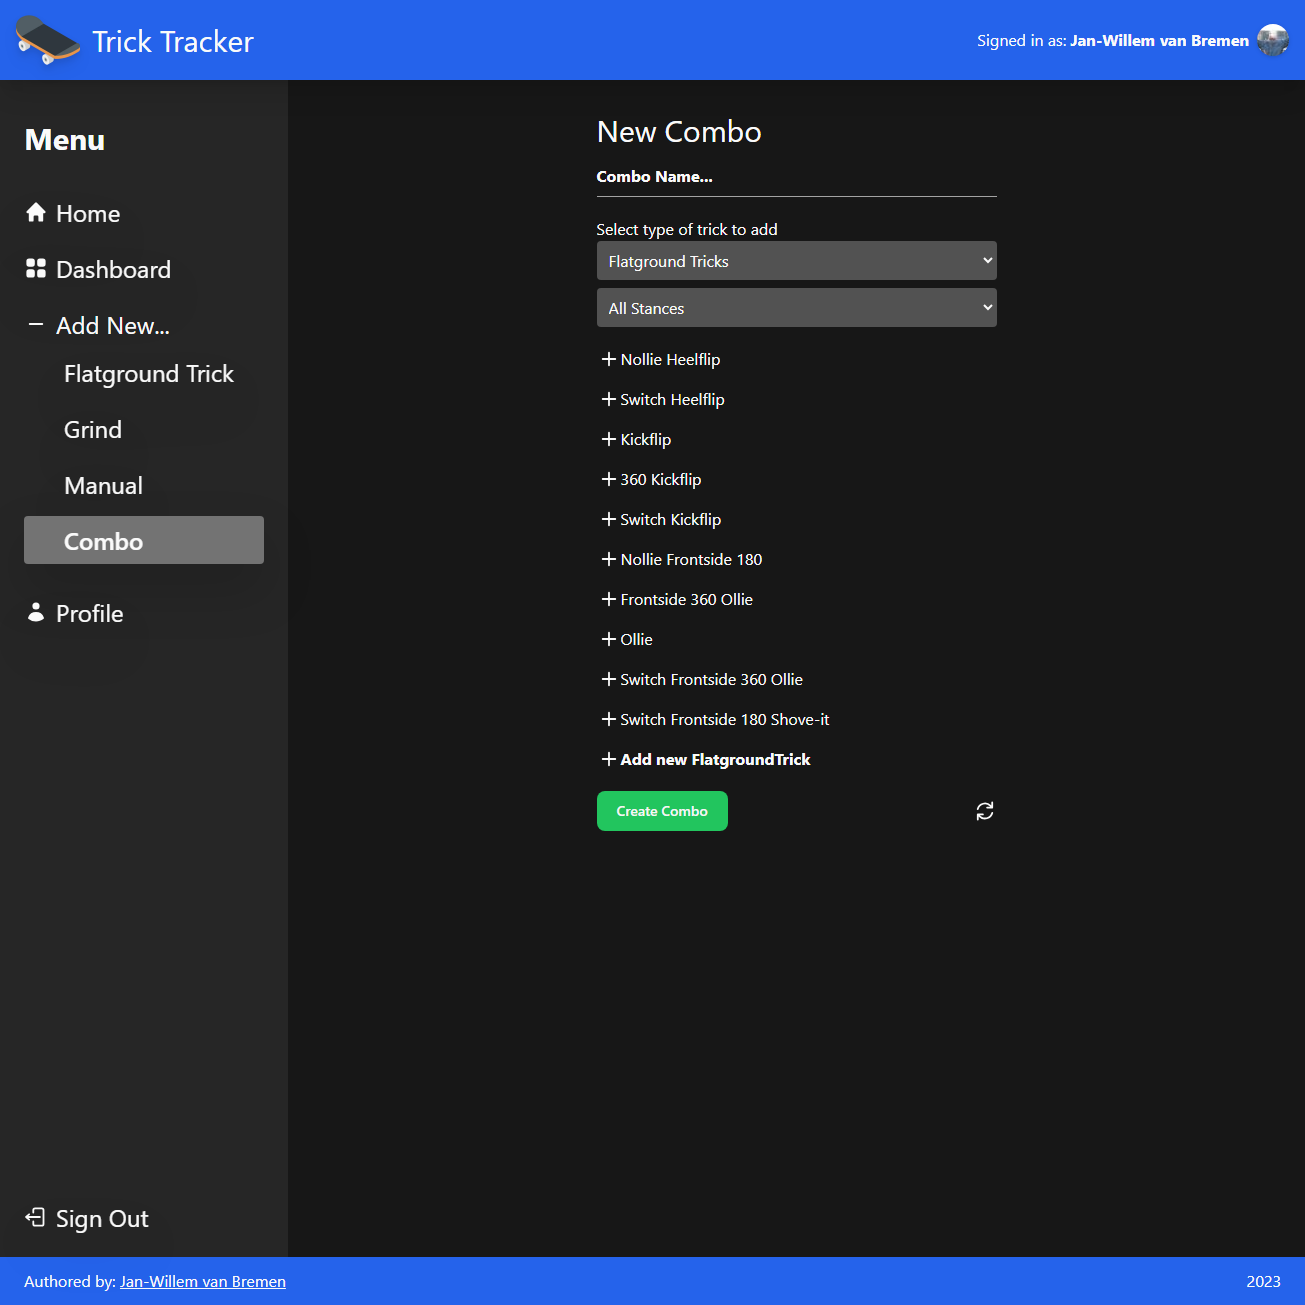 Trick Tracker
Signed in as: Jan-Willem van Bremen
Menu
Home
Dashboard
Add New...
Flatground Trick
Grind
Manual
Combo
Profile
Sign Out
New Combo
Combo Name...
Select type of trick to add
Flatground Tricks
All Stances
Nollie Heelflip
Switch Heelflip
Kickflip
360 Kickflip
Switch Kickflip
Nollie Frontside 180
Frontside 360 Ollie
Ollie
Switch Frontside 360 Ollie
Switch Frontside 180 Shove-it
Add new FlatgroundTrick
Create Combo
Authored by: Jan-Willem van Bremen
2023